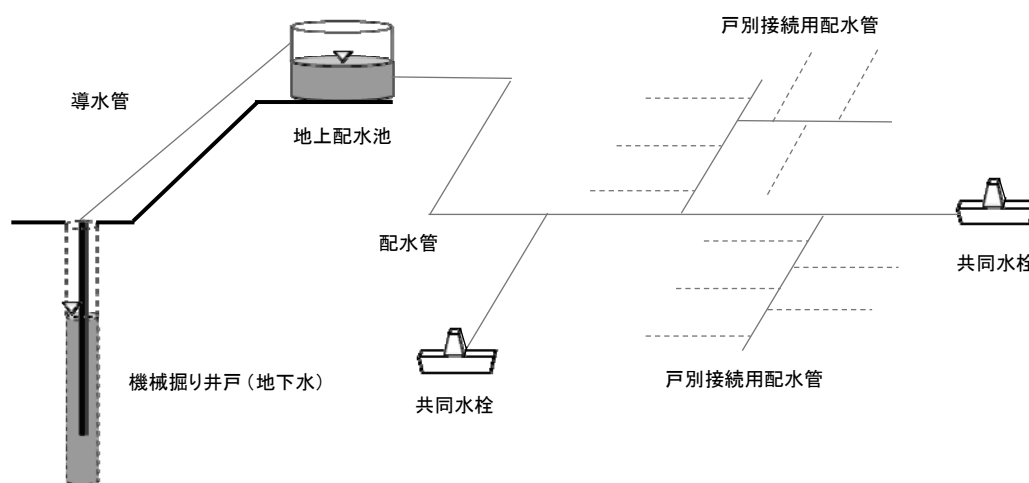 戸別接続用配水管
導水管
地上配水池
配水管
共同水栓
機械掘り井戸（地下水）
戸別接続用配水管
共同水栓